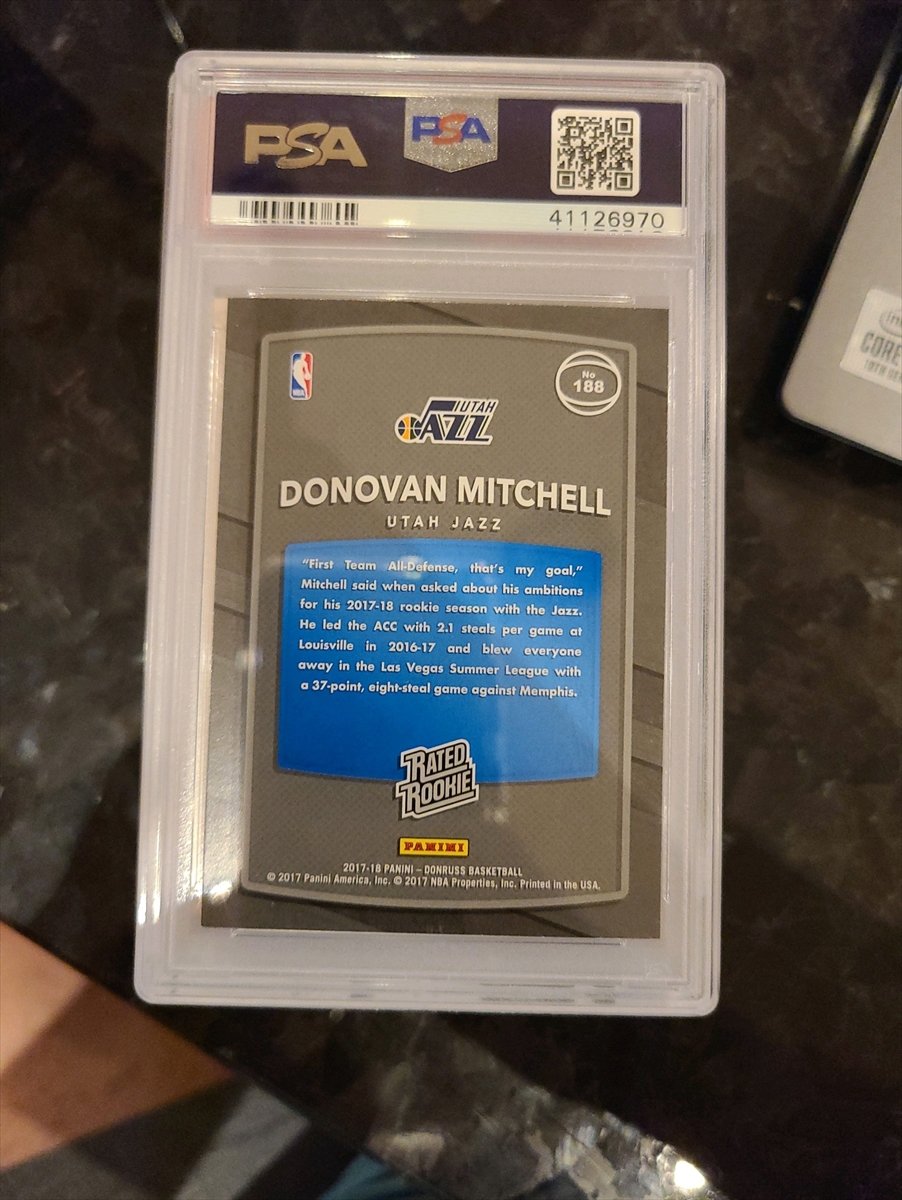 PSA
PSA
41126970
NBA
No
188
UTAH
JAZZ
DONOVAN MITCHELL
UTAH JAZZ
"First Team All-Defense, that's my goal,"
Mitchell said when asked about his ambitions
for his 2017-18 rookie season with the Jazz.
He led the ACC with 2.1 steals per game at
Louisville in 2016-17 and blew everyone
away in the Las Vegas Summer League with
a 37-point, eight-steal game against Memphis.
RATED
ROOKIE
PANINI
2017-18 PANINI – DONRUSS BASKETBALL
© 2017 Panini America, Inc. © 2017 NBA Properties, Inc. Printed in the USA.
CORE